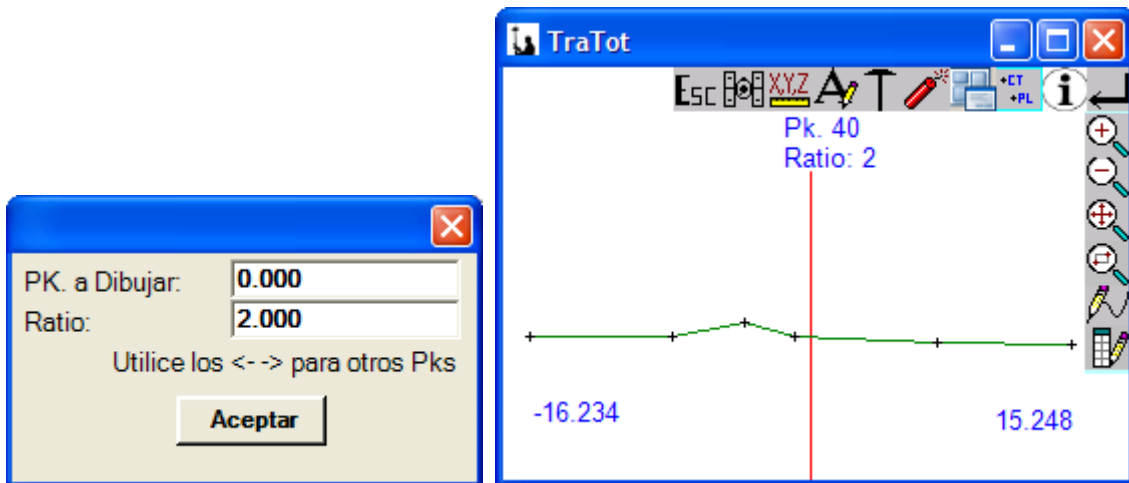 PK. a Dibujar: 0.000
Ratio: 2.000
Utilice los <--> para otros Pks
Aceptar
TraTot
Esc X,Y,Z A T +CT +PL i
Pk. 40
Ratio: 2
-16.234 15.248